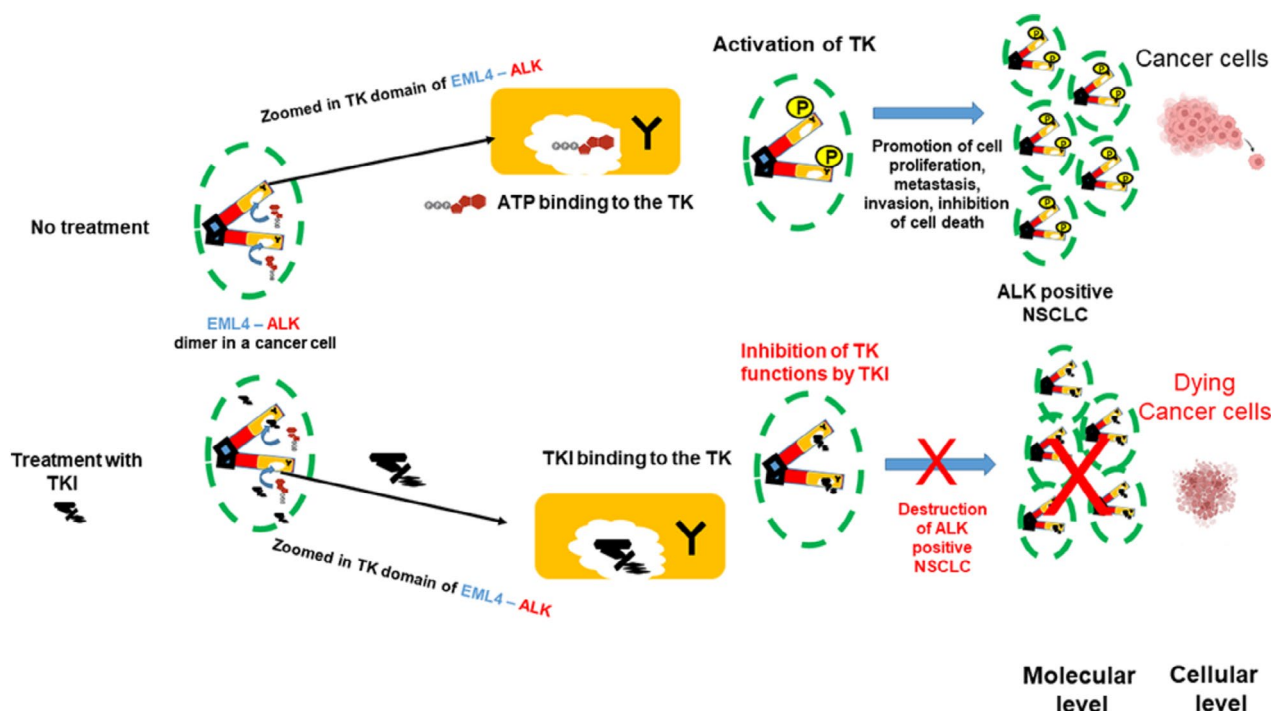 Activation of TK
Cancer cells
Zoomed in TK domain of EML4 – ALK
Y
P
P
Promotion of cell
proliferation,
metastasis,
invasion, inhibition
of cell death
P-P-P
ATP binding to the TK
No treatment
EML4 – ALK
dimer in a cancer cell
ALK positive
NSCLC
Inhibition of TK
functions by TKI
Dying
Cancer cells
Treatment with
TKI
TKI binding to the TK
Y
Destruction
of ALK
positive
NSCLC
Zoomed in TK domain of EML4 – ALK
Molecular
level
Cellular
level